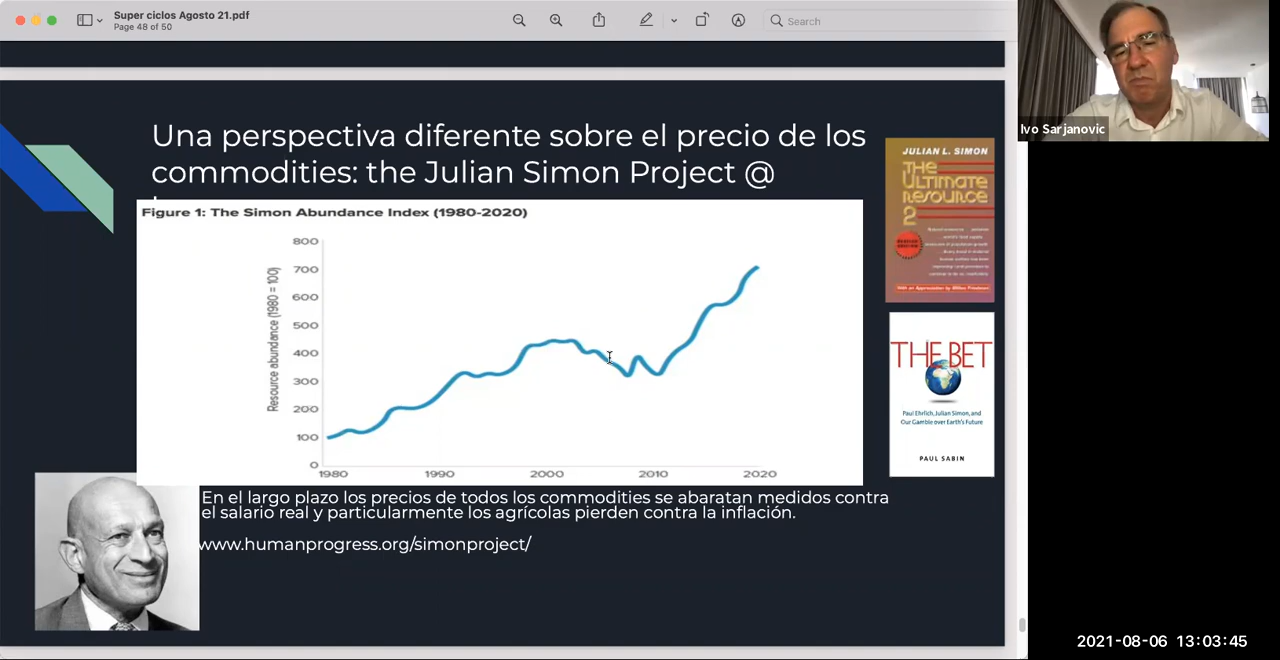 Super ciclos Agosto 21.pdf
Page 48 of 50
Search
Ivo Sarjanovic
Una perspectiva diferente sobre el precio de los
commodities: the Julian Simon Project @
Figure 1: The Simon Abundance Index (1980-2020)
Resource abundance (1980 = 100)
800
700
600
500
400
300
200
100
0
1980 1990 2000 2010 2020
JULIAN L. SIMON
THE
ULTIMATE
RESOURCE
2
THE BET
Paul Ehrlich, Julian Simon, and
Our Gamble over Earth's Future
PAUL SABIN
En el largo plazo los precios de todos los commodities se abaratan medidos contra
el salario real y particularmente los agrícolas pierden contra la inflación.
www.humanprogress.org/simonproject/
2021-08-06 13:03:45